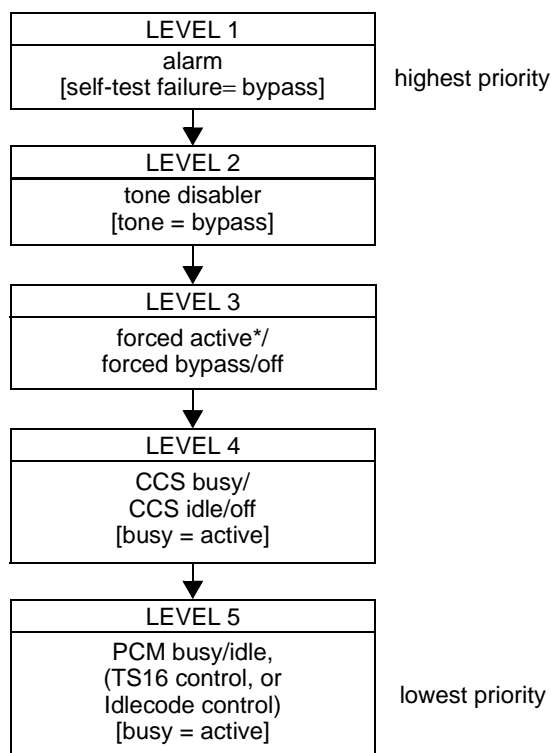 LEVEL 1
alarm
[self-test failure= bypass]
highest priority
LEVEL 2
tone disabler
[tone = bypass]
LEVEL 3
forced active*/
forced bypass/off
LEVEL 4
CCS busy/
CCS idle/off
[busy = active]
LEVEL 5
PCM busy/idle,
(TS16 control, or
Idlecode control)
[busy = active]
lowest priority